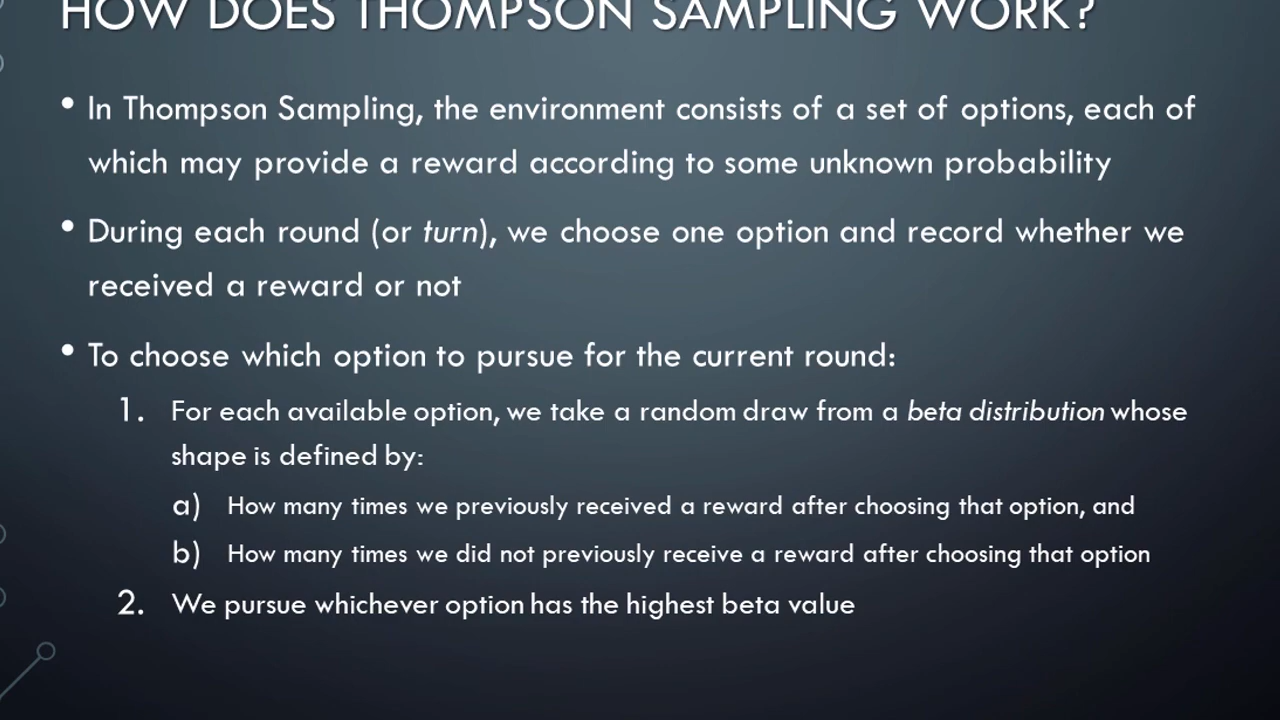 HOW DOES THOMPSON SAMPLING WORK?
• In Thompson Sampling, the environment consists of a set of options, each of
which may provide a reward according to some unknown probability
• During each round (or turn), we choose one option and record whether we
received a reward or not
• To choose which option to pursue for the current round:
1. For each available option, we take a random draw from a beta distribution whose
shape is defined by:
a) How many times we previously received a reward after choosing that option, and
b) How many times we did not previously receive a reward after choosing that option
2. We pursue whichever option has the highest beta value